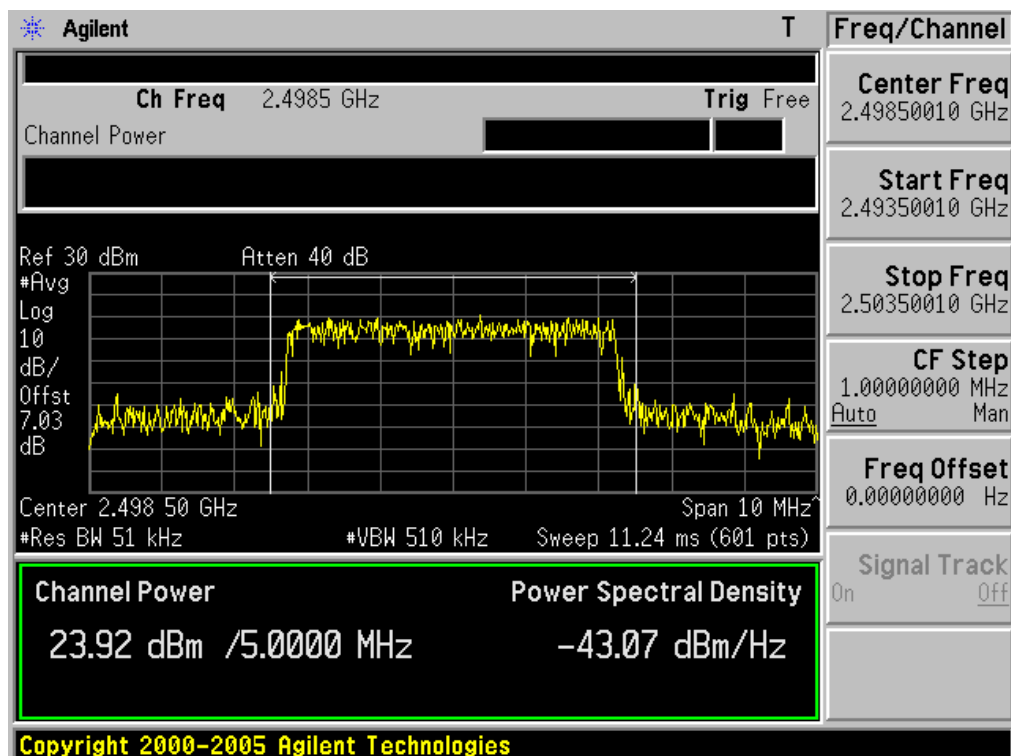 Agilent T
Ch Freq 2.4985 GHz Trig Free
Channel Power
Ref 30 dBm Atten 40 dB
#Avg
Log
10
dB/
Offst
7.03
dB
Center 2.498 50 GHz Span 10 MHz^
#Res BW 51 kHz #VBW 510 kHz Sweep 11.24 ms (601 pts)
Channel Power Power Spectral Density
23.92 dBm /5.0000 MHz -43.07 dBm/Hz
Copyright 2000-2005 Agilent Technologies
Freq/Channel
Center Freq
2.49850010 GHz
Start Freq
2.49350010 GHz
Stop Freq
2.50350010 GHz
CF Step
1.00000000 MHz
Auto Man
Freq Offset
0.00000000 Hz
Signal Track
On Off